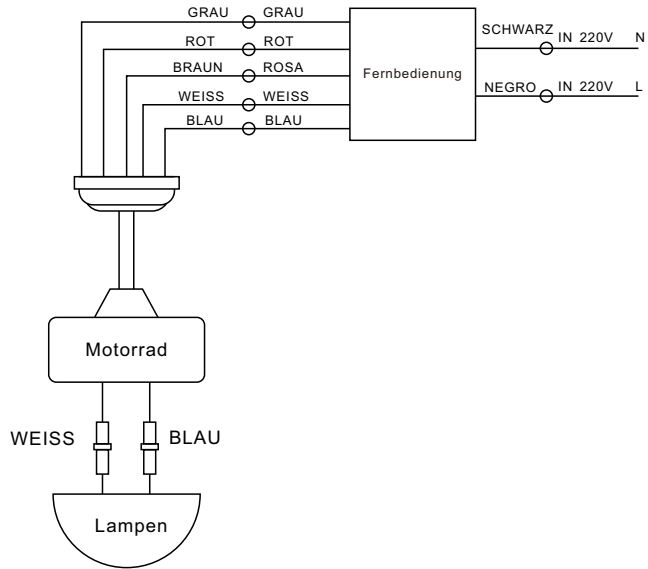 GRAU GRAU
ROT ROT
BRAUN ROSA
WEISS WEISS
BLAU BLAU
Fernbedienung
SCHWARZ IN 220V N
NEGRO IN 220V L
Motorrad
WEISS BLAU
Lampen